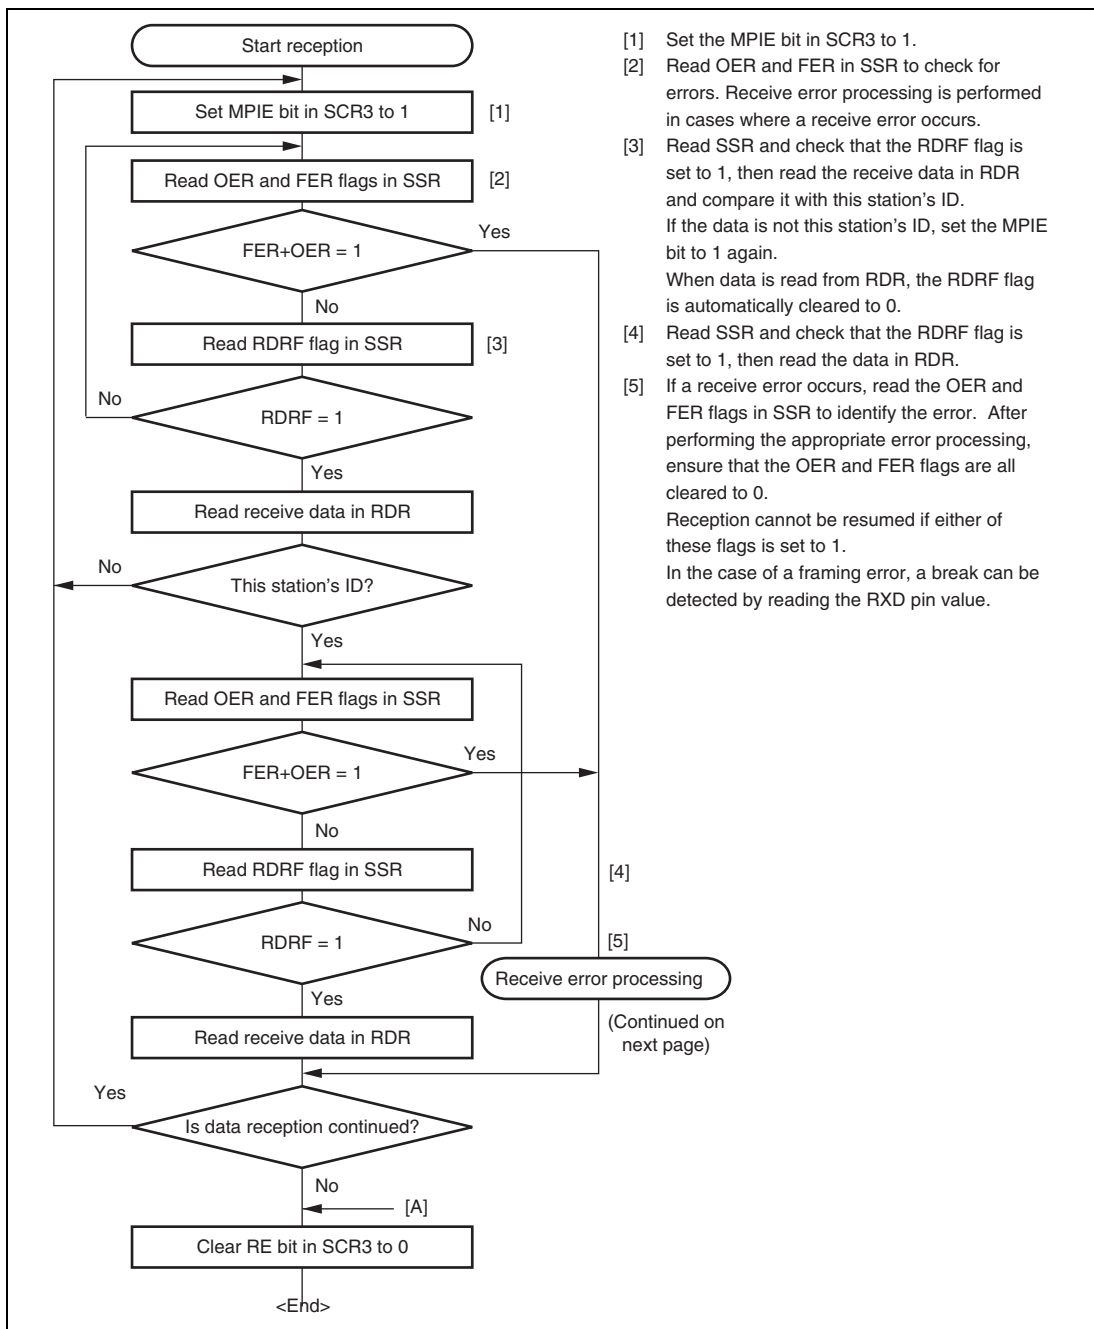 Start reception
Set MPIE bit in SCR3 to 1
[1]
Read OER and FER flags in SSR
[2]
FER+OER = 1
Yes
No
Read RDRF flag in SSR
[3]
No
RDRF = 1
Yes
Read receive data in RDR
No
This station's ID?
Yes
Read OER and FER flags in SSR
FER+OER = 1
Yes
No
Read RDRF flag in SSR
[4]
RDRF = 1
No
[5]
Receive error processing
Yes
(Continued on
next page)
Read receive data in RDR
Yes
Is data reception continued?
No
[A]
Clear RE bit in SCR3 to 0
<End>
[1] Set the MPIE bit in SCR3 to 1.
[2] Read OER and FER in SSR to check for
errors. Receive error processing is performed
in cases where a receive error occurs.
[3] Read SSR and check that the RDRF flag is
set to 1, then read the receive data in RDR
and compare it with this station's ID.
If the data is not this station's ID, set the MPIE
bit to 1 again.
When data is read from RDR, the RDRF flag
is automatically cleared to 0.
[4] Read SSR and check that the RDRF flag is
set to 1, then read the data in RDR.
[5] If a receive error occurs, read the OER and
FER flags in SSR to identify the error. After
performing the appropriate error processing,
ensure that the OER and FER flags are all
cleared to 0.
Reception cannot be resumed if either of
these flags is set to 1.
In the case of a framing error, a break can be
detected by reading the RXD pin value.